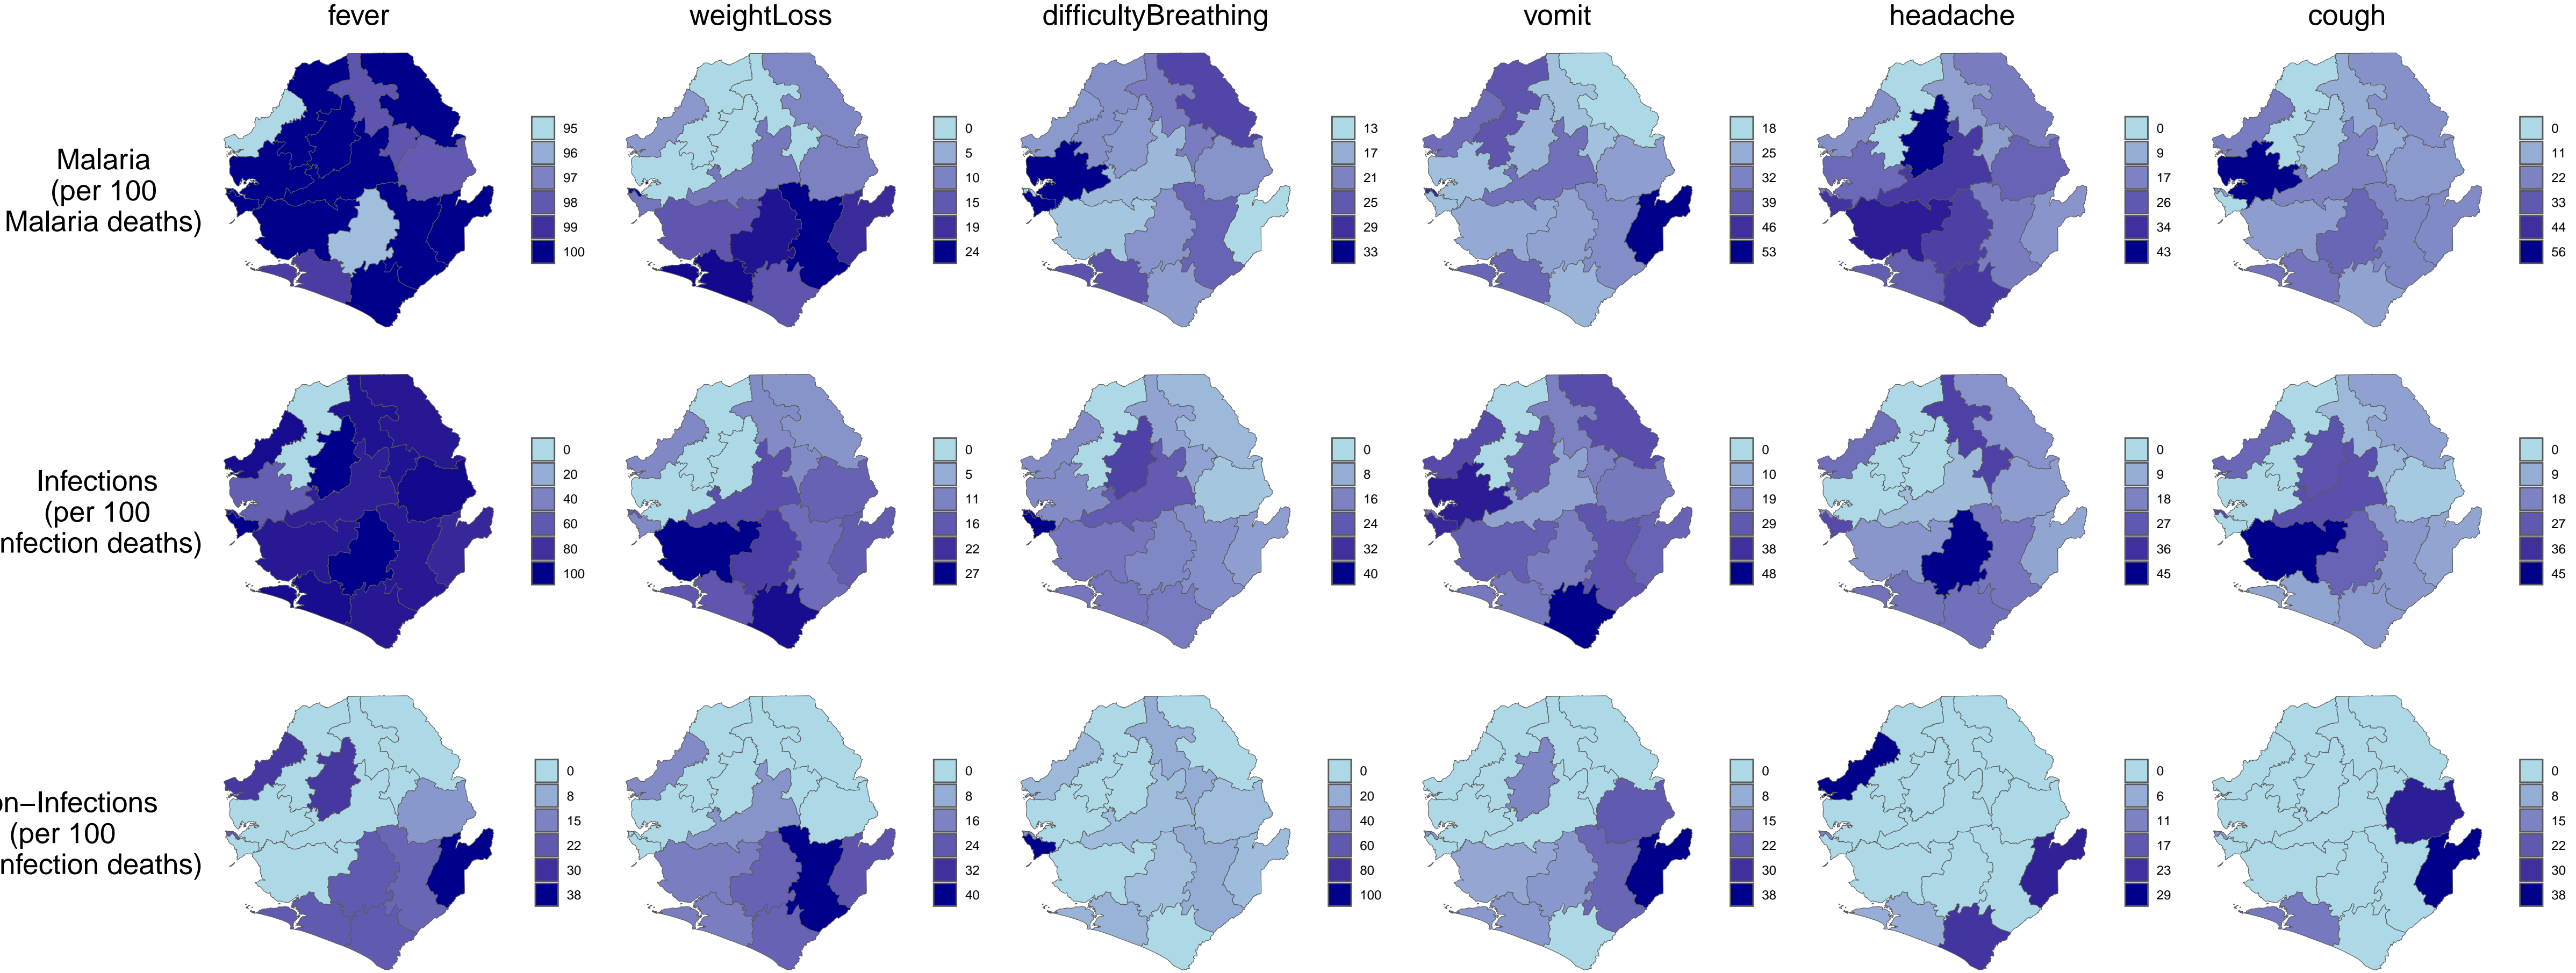 fever weightLoss difficultyBreathing vomit headache cough
Malaria
(per 100
Malaria deaths)
95 0 13 18 0 0
96 5 17 25 9 11
97 10 21 32 17 22
98 15 25 39 26 33
99 19 29 46 34 44
100 24 33 53 43 56
Infections
(per 100
nfection deaths)
0 0 0 0 0 0
20 5 8 10 9 9
40 11 16 19 18 18
60 16 24 29 27 27
80 22 32 38 36 36
100 27 40 48 45 45
n−Infections
(per 100
nfection deaths)
0 0 0 0 0 0
8 8 20 8 6 8
15 16 40 15 11 15
22 24 60 22 17 22
30 32 80 30 23 30
38 40 100 38 29 38